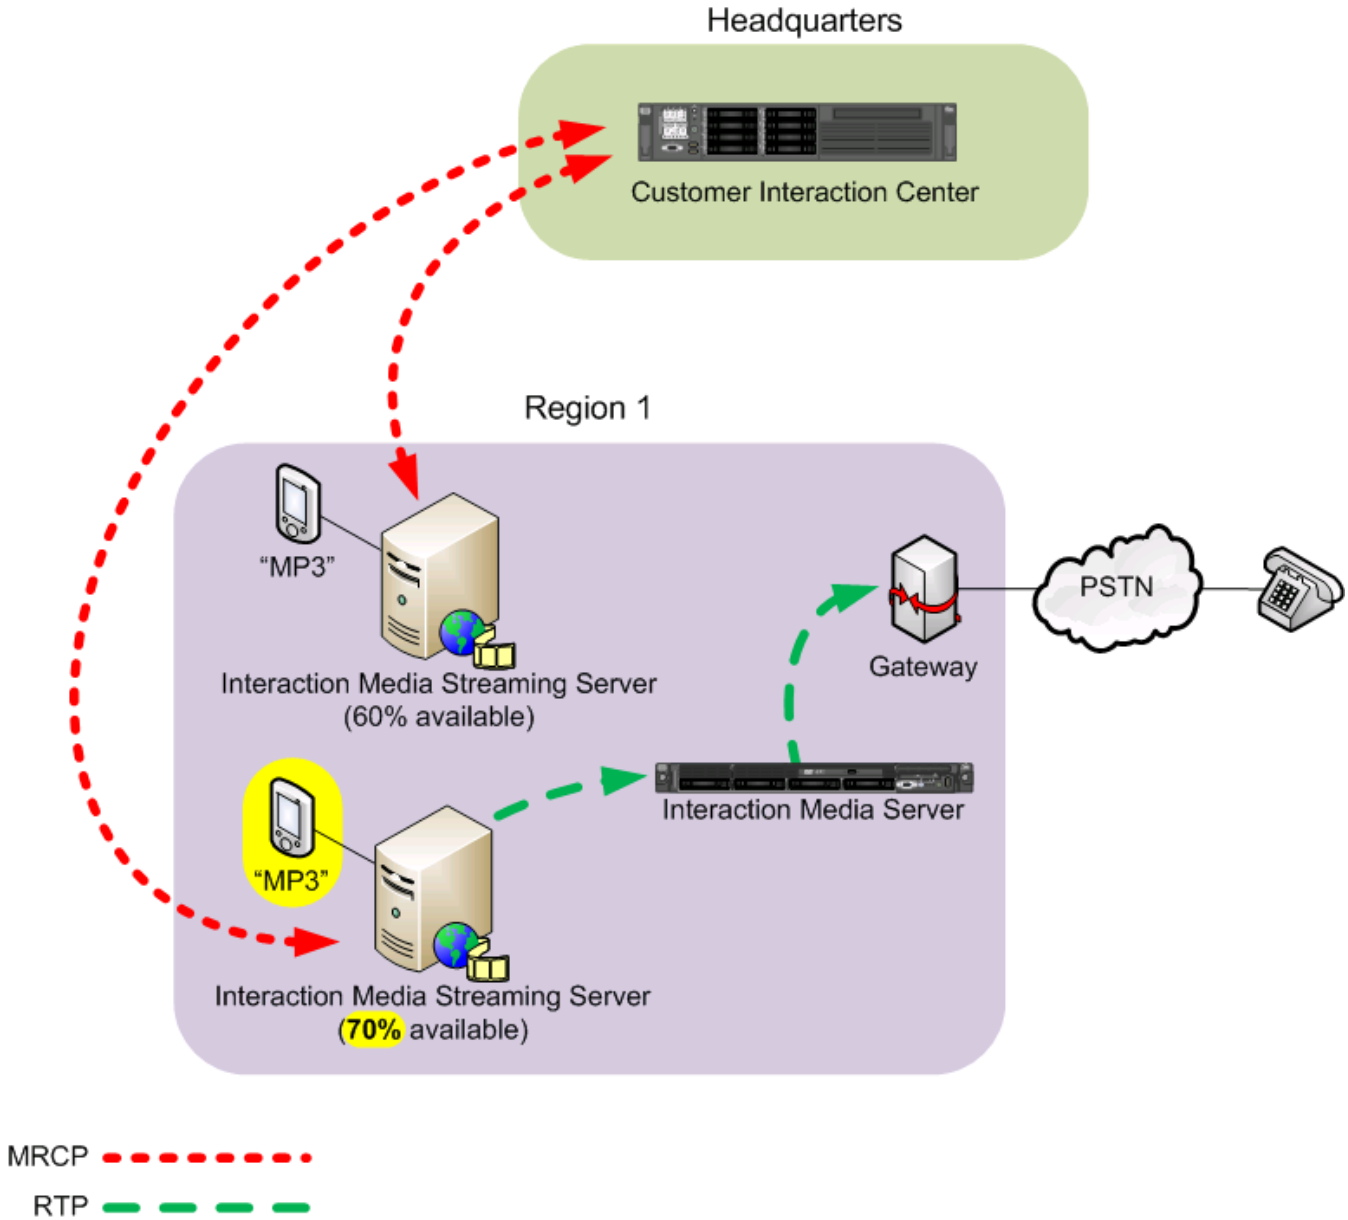 Headquarters
Customer Interaction Center
Region 1
“MP3”
Interaction Media Streaming Server
(60% available)
PSTN
Gateway
Interaction Media Server
“MP3”
Interaction Media Streaming Server
(70% available)
MRCP
RTP